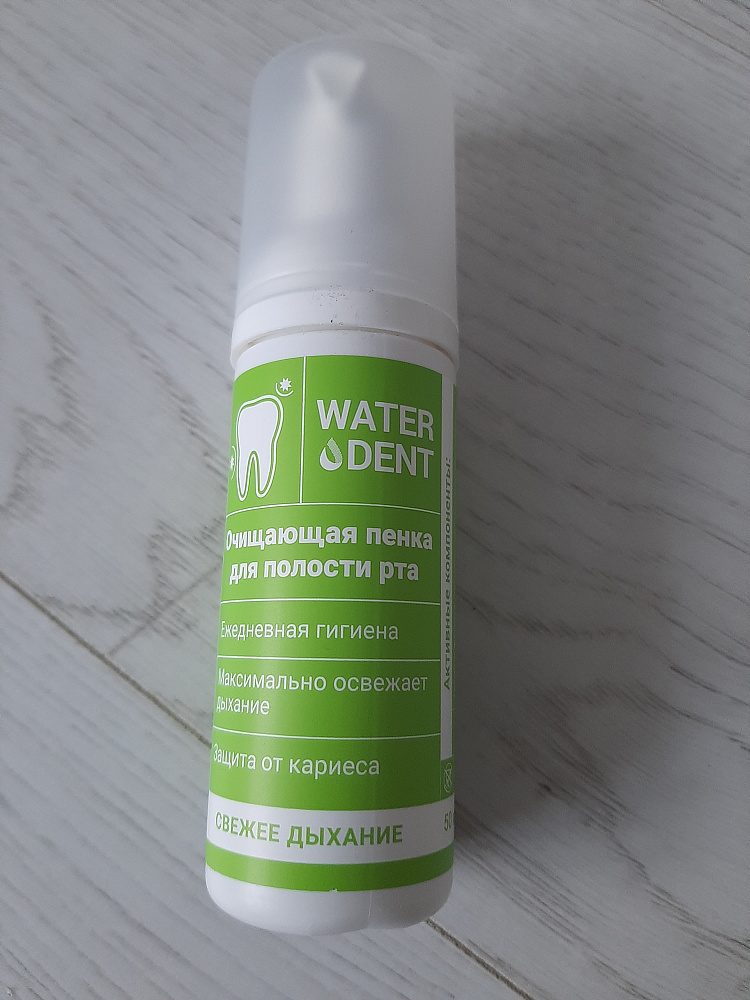 WATER
DENT
Очищающая пенка
для полости рта
Ежедневная гигиена
Максимально освежает
дыхание
Защита от кариеса
СВЕЖЕЕ ДЫХАНИЕ
Активные компоненты: